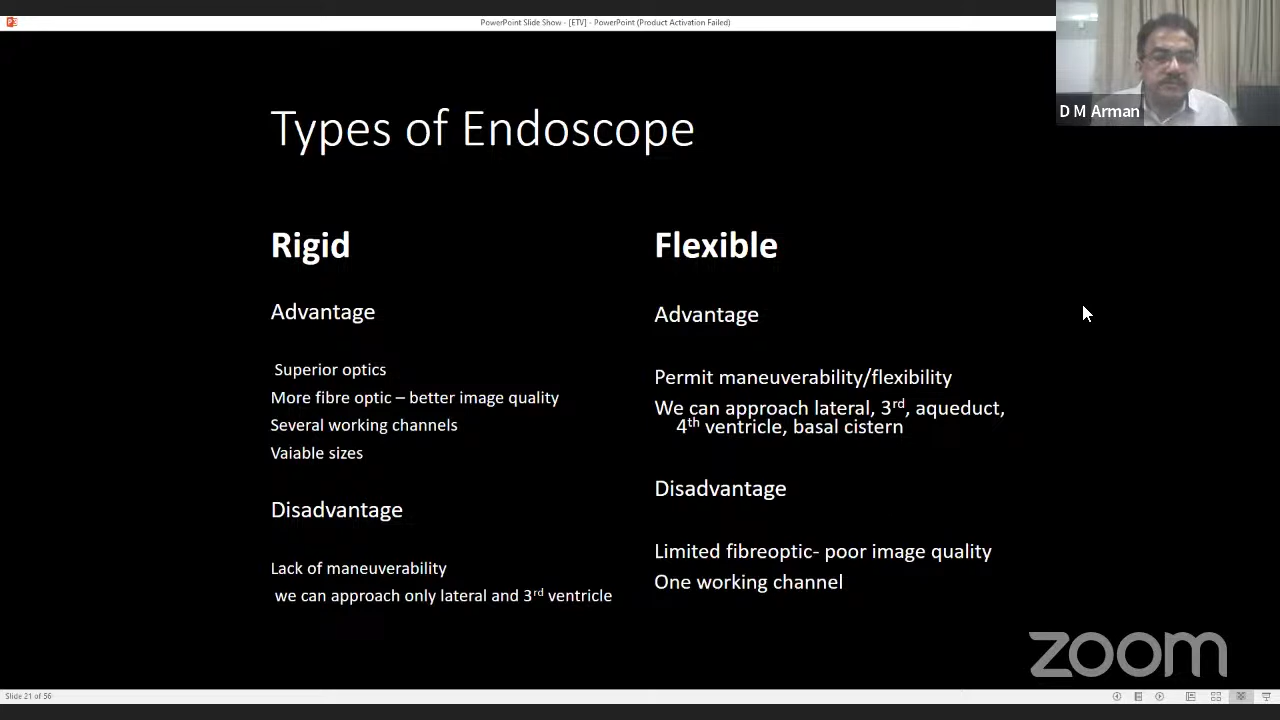 PowerPoint Slide Show - [ETV] - PowerPoint (Product Activation Failed)
D M Arman
Types of Endoscope
Rigid
Advantage
Superior optics
More fibre optic – better image quality
Several working channels
Vaiable sizes
Disadvantage
Lack of maneuverability
we can approach only lateral and 3rd ventricle
Flexible
Advantage
Permit maneuverability/flexibility
We can approach lateral, 3rd, aqueduct,
4th ventricle, basal cistern
Disadvantage
Limited fibreoptic- poor image quality
One working channel
zoom
Slide 21 of 56